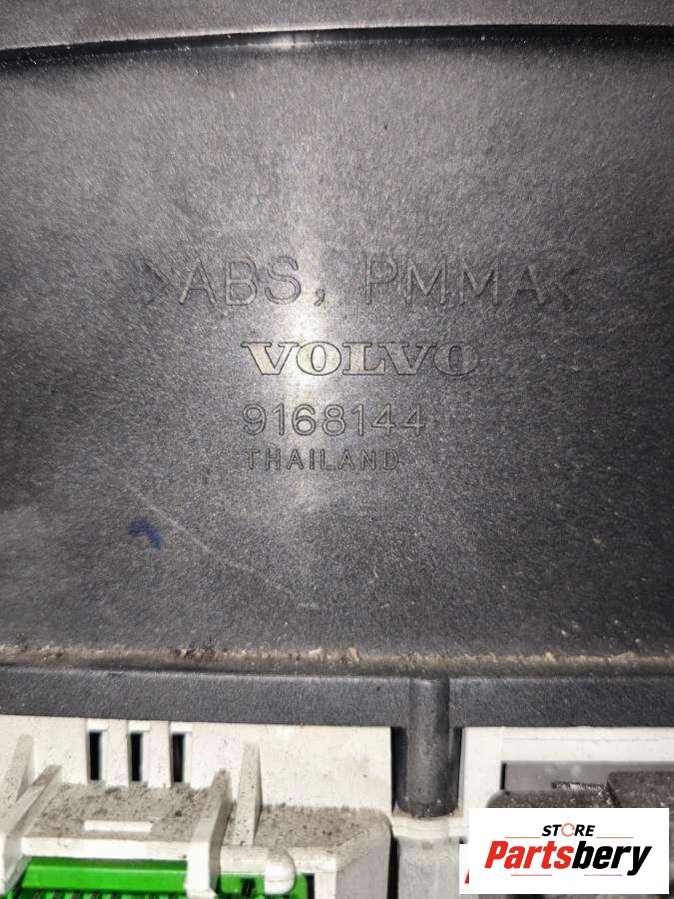 >ABS, PMMA<
VOLVO
9168144
THAILAND
STORE
Partsbery